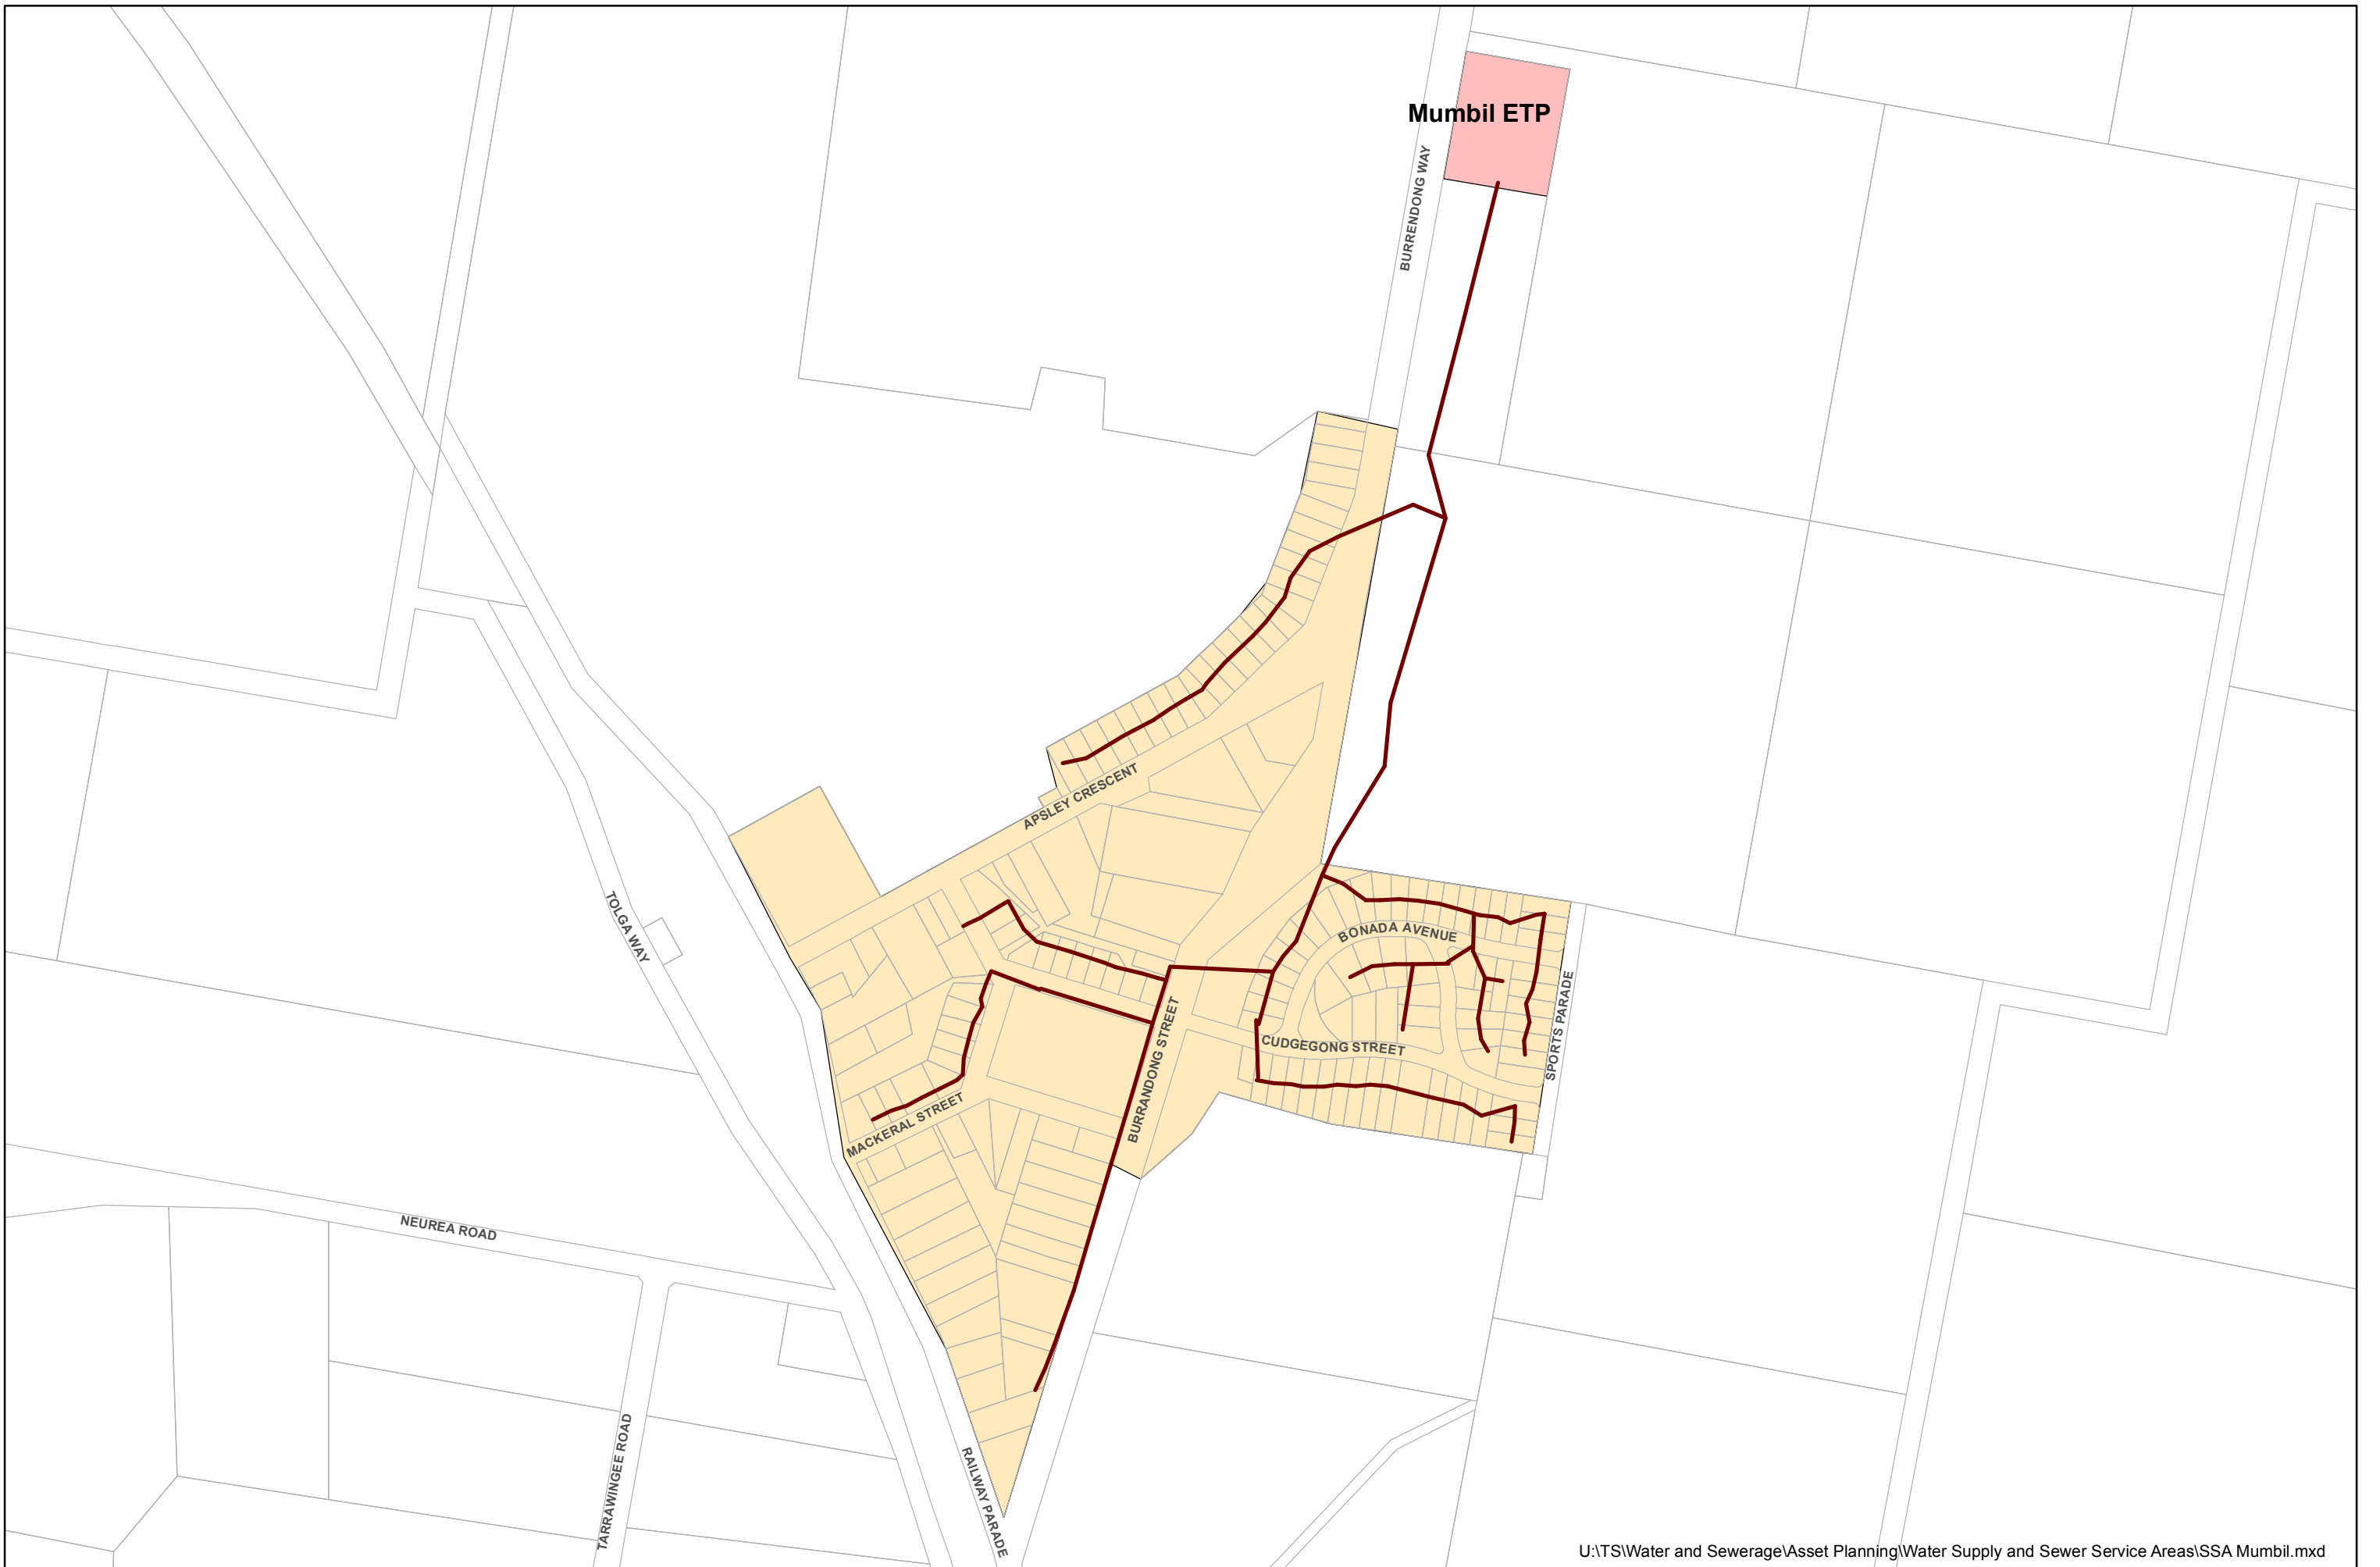 Mumbil ETP
BURRENDONG WAY
APSLEY CRESCENT
TOLGA WAY
BONADA AVENUE
SPORTS PARADE
BURRANDONG STREET
CUDGEGONG STREET
MACKERAL STREET
NEUREA ROAD
TARRAWINGEE ROAD
RAILWAY PARADE
U:\TS\Water and Sewerage\Asset Planning\Water Supply and Sewer Service Areas\SSA Mumbil.mxd